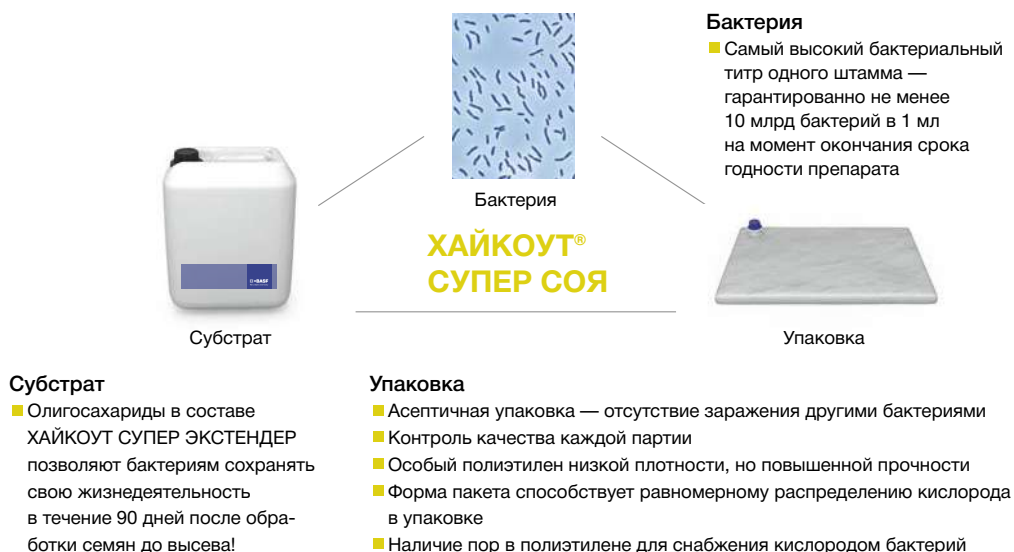 Бактерия
Самый высокий бактериальный
титр одного штамма —
гарантированно не менее
10 млрд бактерий в 1 мл
на момент окончания срока
годности препарата
Бактерия
ХАЙКОУТ®
СУПЕР СОЯ
BASF
Субстрат
Упаковка
Субстрат
Олигосахариды в составе
ХАЙКОУТ СУПЕР ЭКСТЕНДЕР
позволяют бактериям сохранять
свою жизнедеятельность
в течение 90 дней после обра-
ботки семян до высева!
Упаковка
Асептичная упаковка — отсутствие заражения другими бактериями
Контроль качества каждой партии
Особый полиэтилен низкой плотности, но повышенной прочности
Форма пакета способствует равномерному распределению кислорода
в упаковке
Наличие пор в полиэтилене для снабжения кислородом бактерий